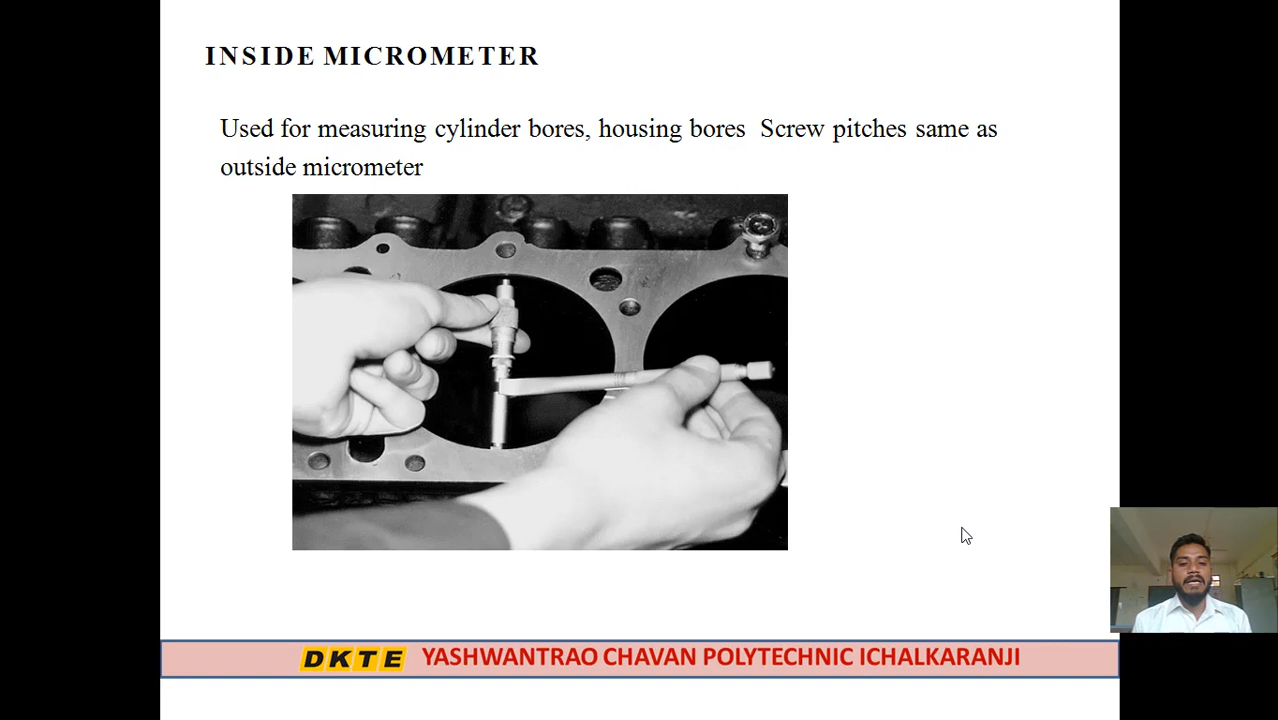 INSIDE MICROMETER
Used for measuring cylinder bores, housing bores Screw pitches same as
outside micrometer
DKTE YASHWANTRAO CHAVAN POLYTECHNIC ICHALKARANJI